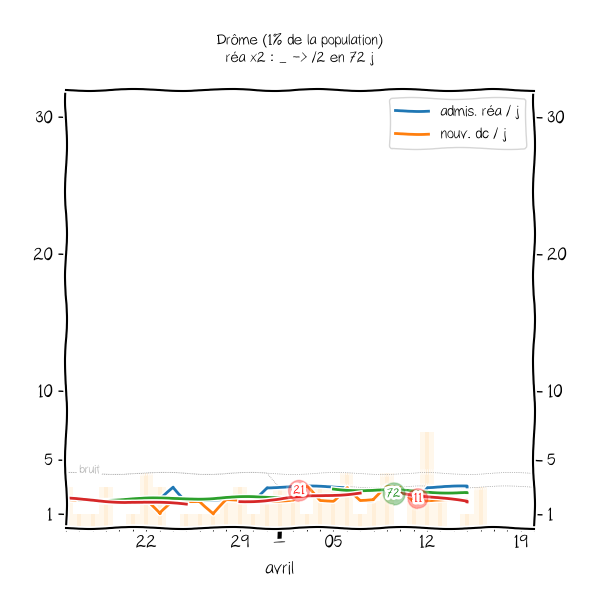 Drôme (1% de la population)
réa x2 : _ -> /2 en 72 j
admis. réa / j
nouv. dc / j
30 30
20 20
10 10
5 5
bruit
21 72 11
1 1
22 29 _ 05 12 19
avril